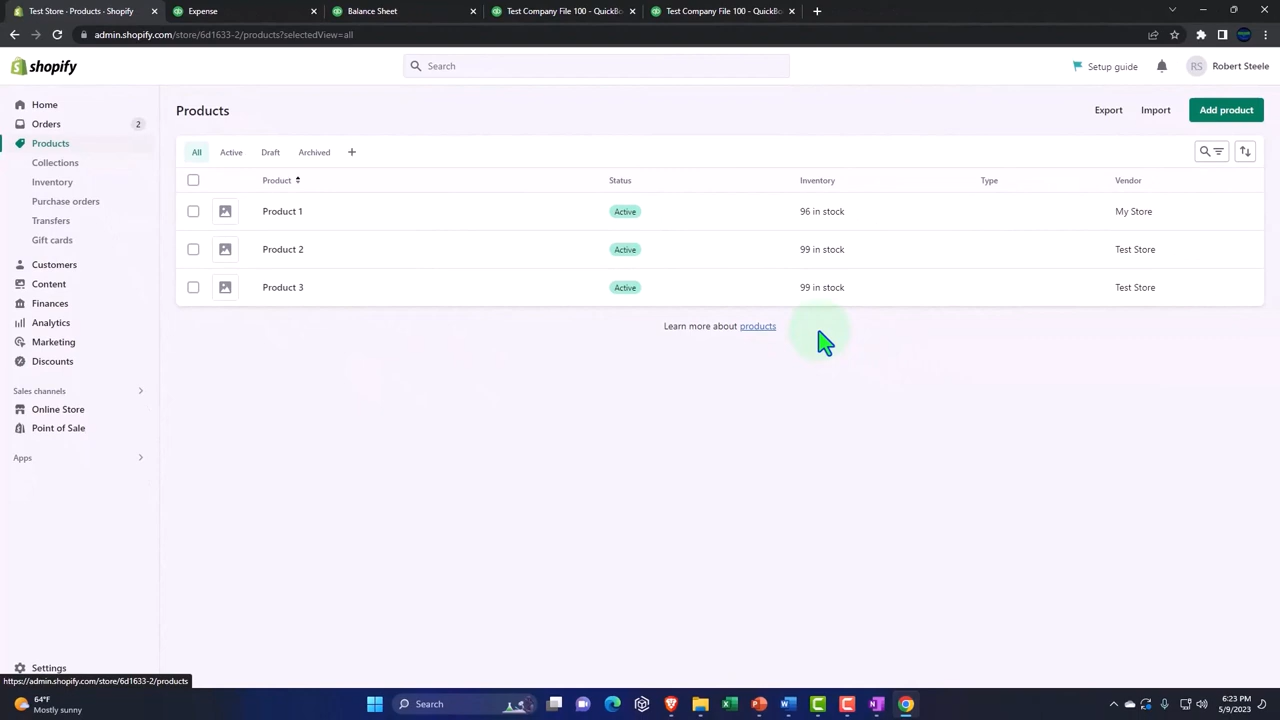 Test Store · Products · Shopify
Expense
Balance Sheet
Test Company File 100 - QuickBo
Test Company File 100 - QuickBo
admin.shopify.com/store/6d1633-2/products?selectedView=all
shopify
Search
Setup guide
RS
Robert Steele
Home
Orders
2
Products
Collections
Inventory
Purchase orders
Transfers
Gift cards
Customers
Content
Finances
Analytics
Marketing
Discounts
Sales channels
Online Store
Point of Sale
Apps
Settings
Products
Export
Import
Add product
All
Active
Draft
Archived
Product
Status
Inventory
Type
Vendor
Product 1
Active
96 in stock
My Store
Product 2
Active
99 in stock
Test Store
Product 3
Active
99 in stock
Test Store
Learn more about products
https://admin.shopify.com/store/6d1633-2/products
64°F
Mostly sunny
Search
6:23 PM
5/9/2023